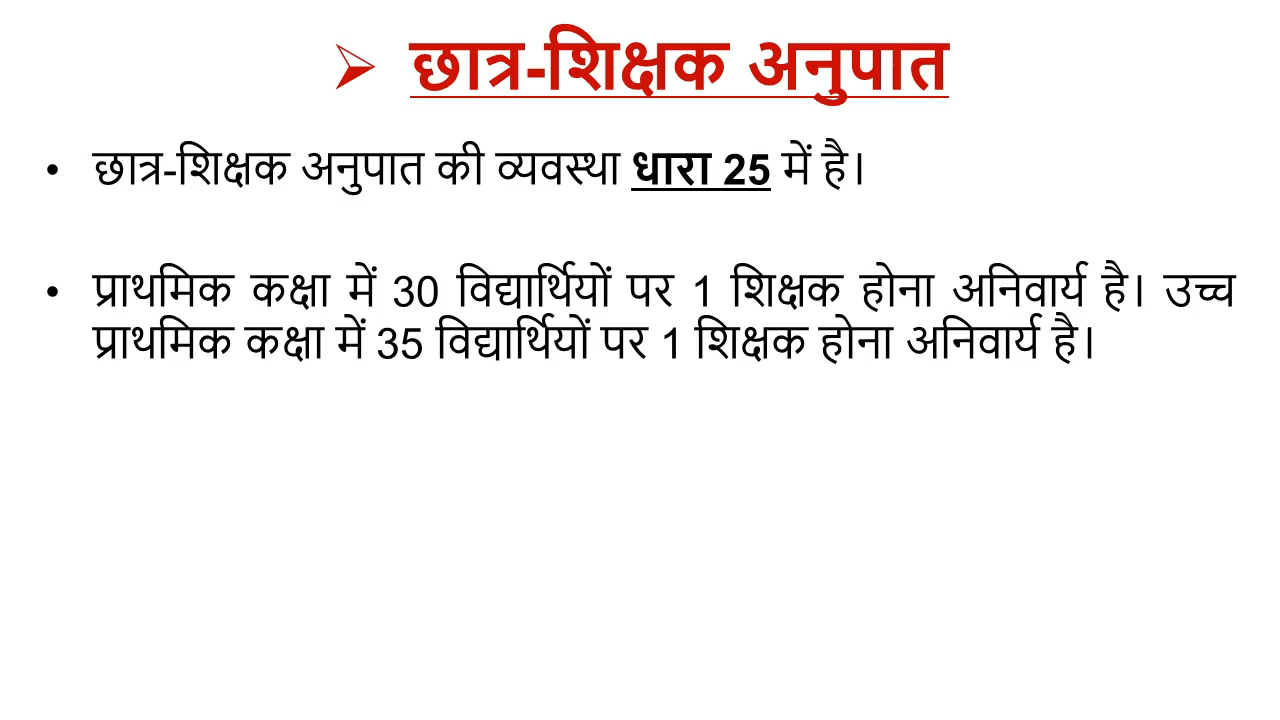 ➢ छात्र-शिक्षक अनुपात
• छात्र-शिक्षक अनुपात की व्यवस्था धारा 25 में है।
• प्राथमिक कक्षा में 30 विद्यार्थियों पर 1 शिक्षक होना अनिवार्य है। उच्च
प्राथमिक कक्षा में 35 विद्यार्थियों पर 1 शिक्षक होना अनिवार्य है।